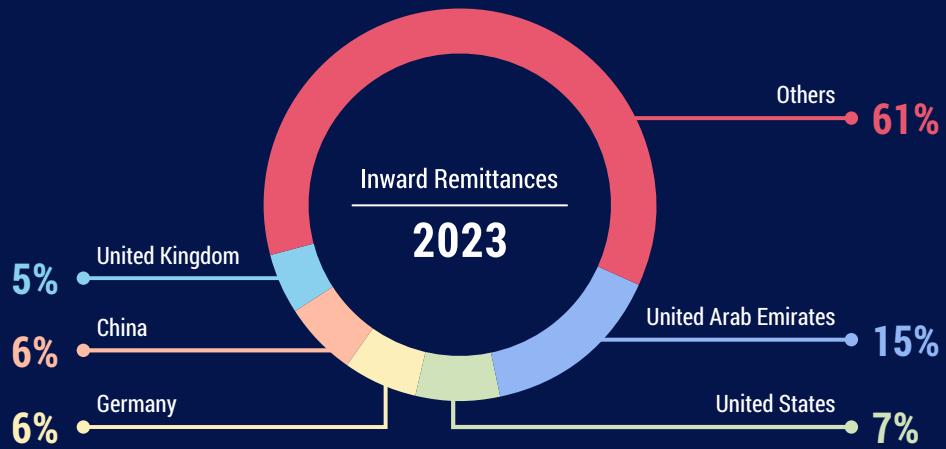 Inward Remittances
2023
Others
61%
United Arab Emirates
15%
United States
7%
Germany
6%
China
6%
United Kingdom
5%